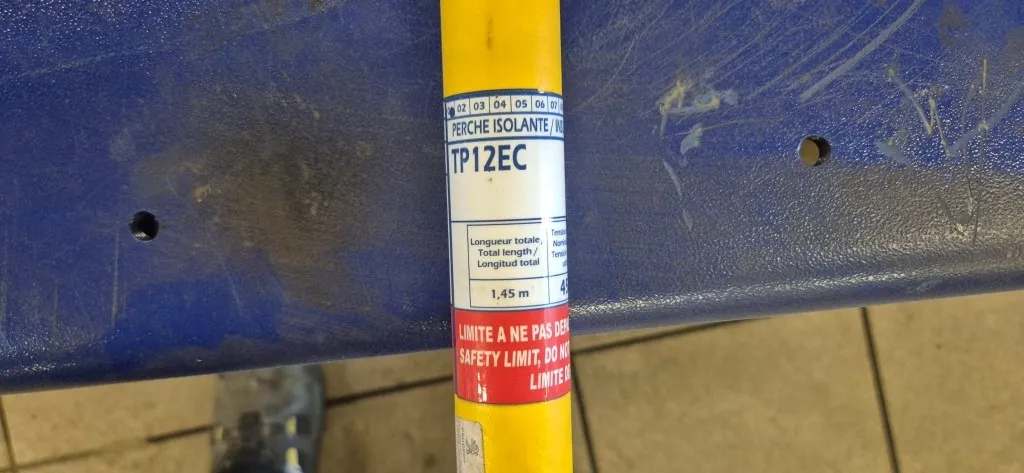 02 03 04 05 06 07
PERCHE ISOLANTE /
TP12EC
Longueur totale
Total length /
Longitud total
1,45 m
LIMITE A NE PAS
SAFETY LIMIT, DO
LIMITE